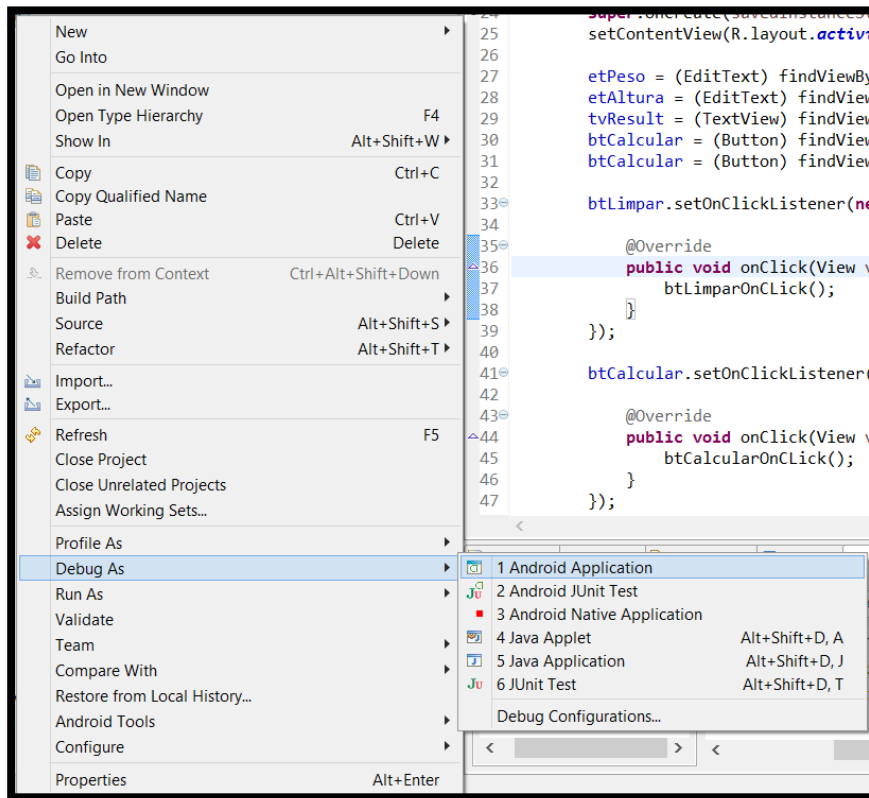 New
Go Into
Open in New Window
Open Type Hierarchy F4
Show In Alt+Shift+W
Copy Ctrl+C
Copy Qualified Name
Paste Ctrl+V
Delete Delete
Remove from Context Ctrl+Alt+Shift+Down
Build Path
Source Alt+Shift+S
Refactor Alt+Shift+T
Import...
Export...
Refresh F5
Close Project
Close Unrelated Projects
Assign Working Sets...
Profile As
Debug As
Run As
Validate
Team
Compare With
Restore from Local History...
Android Tools
Configure
Properties Alt+Enter
1 Android Application
2 Android JUnit Test
3 Android Native Application
4 Java Applet Alt+Shift+D, A
5 Java Application Alt+Shift+D, J
6 JUnit Test Alt+Shift+D, T
Debug Configurations...
24 super.onCreate(savedInstanceS
25 setContentView(R.layout.activi
26
27 etPeso = (EditText) findViewBy
28 etAltura = (EditText) findView
29 tvResult = (TextView) findView
30 btCalcular = (Button) findView
31 btCalcular = (Button) findView
32
33 btLimpar.setOnClickListener(ne
34
35 @Override
36 public void onClick(View v
37 btLimparOnCLick();
38 }
39 });
40
41 btCalcular.setOnClickListener(
42
43 @Override
44 public void onClick(View v
45 btCalcularOnCLick();
46 }
47 });